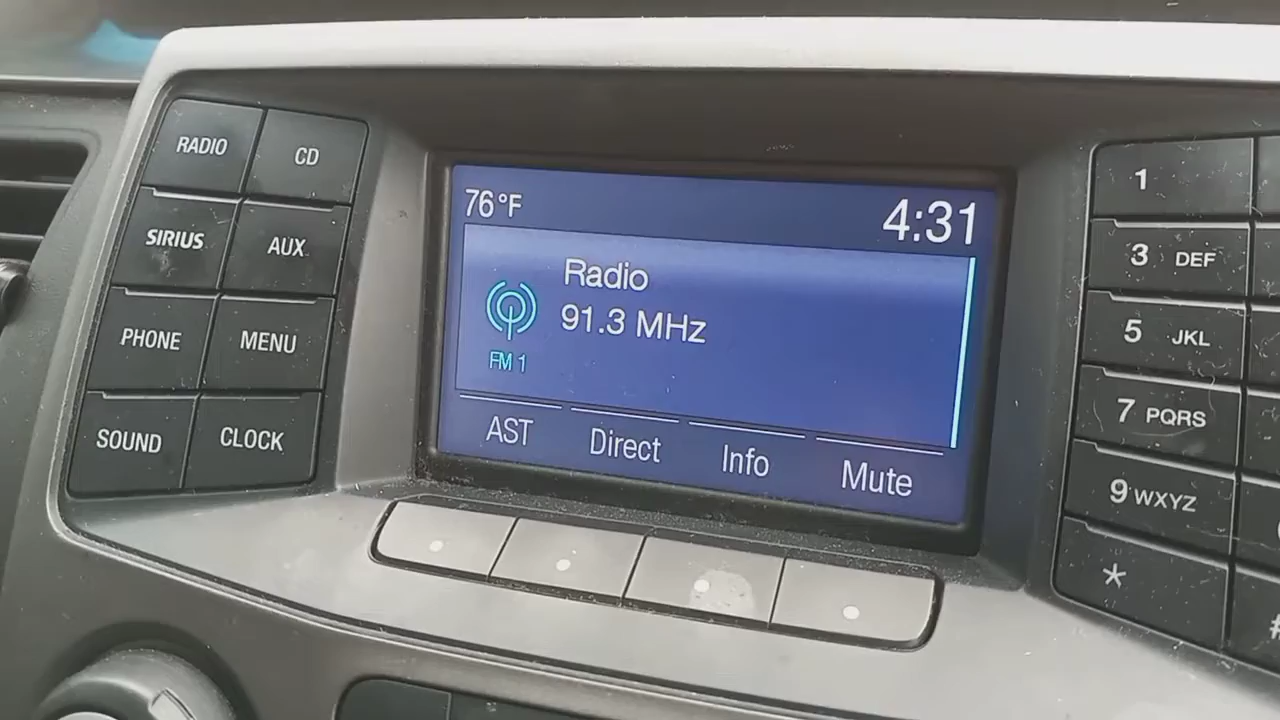 RADIO CD
SIRIUS AUX
PHONE MENU
SOUND CLOCK
76°F 4:31
Radio
91.3 MHz
FM 1
AST Direct Info Mute
1
3 DEF
5 JKL
7 PQRS
9 WXYZ
*
#